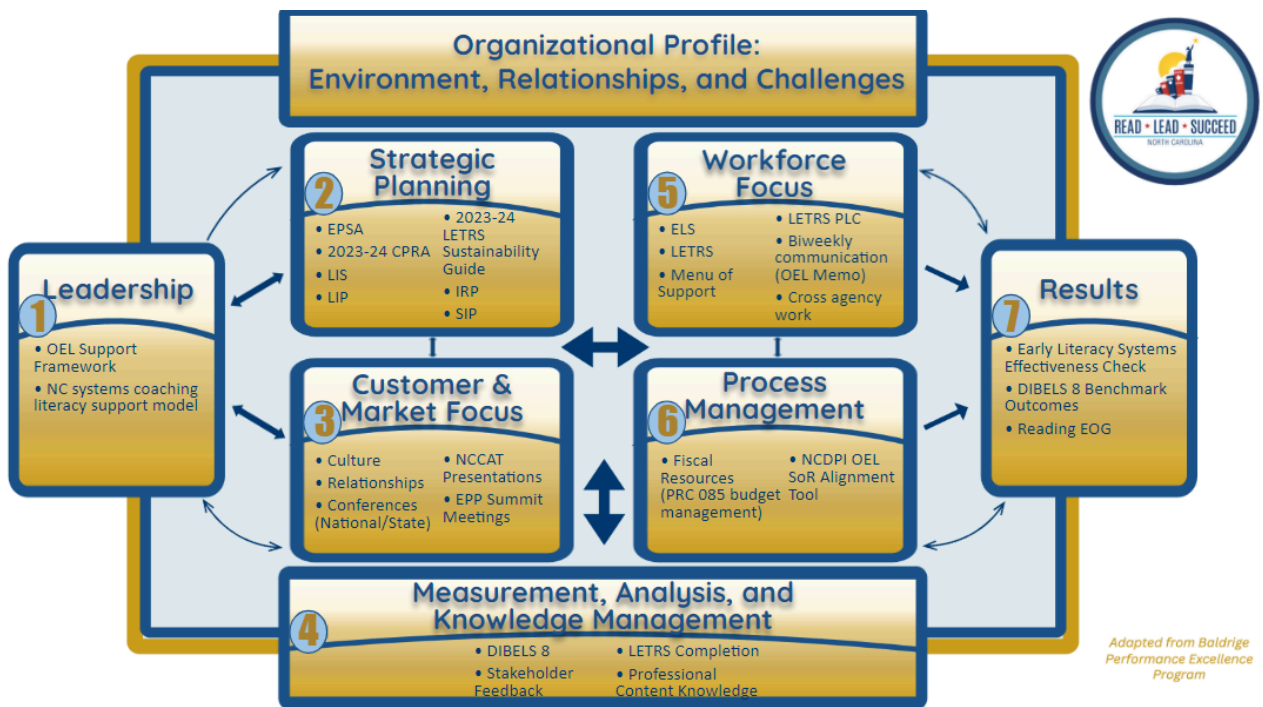 Organizational Profile:
Environment, Relationships, and Challenges
READ ★ LEAD ★ SUCCEED
NORTH CAROLINA
Leadership
1
• OEL Support
Framework
• NC systems coaching
literacy support model
Strategic
Planning
2
• EPSA
• 2023-24 CPRA
• LIS
• LIP
• 2023-24
LETRS
Sustainability
Guide
• IRP
• SIP
Customer &
Market Focus
3
• Culture
• Relationships
• Conferences
(National/State)
• NCCAT
Presentations
• EPP Summit
Meetings
Measurement, Analysis, and
Knowledge Management
4
• DIBELS 8
• Stakeholder
Feedback
• LETRS Completion
• Professional
Content Knowledge
Workforce
Focus
5
• ELS
• LETRS
• Menu of
Support
• LETRS PLC
• Biweekly
communication
(OEL Memo)
• Cross agency
work
Process
Management
6
• Fiscal
Resources
(PRC 085 budget
management)
• NCDPI OEL
SoR Alignment
Tool
Results
7
• Early Literacy Systems
Effectiveness Check
• DIBELS 8 Benchmark
Outcomes
• Reading EOG
Adapted from Baldrige
Performance Excellence
Program